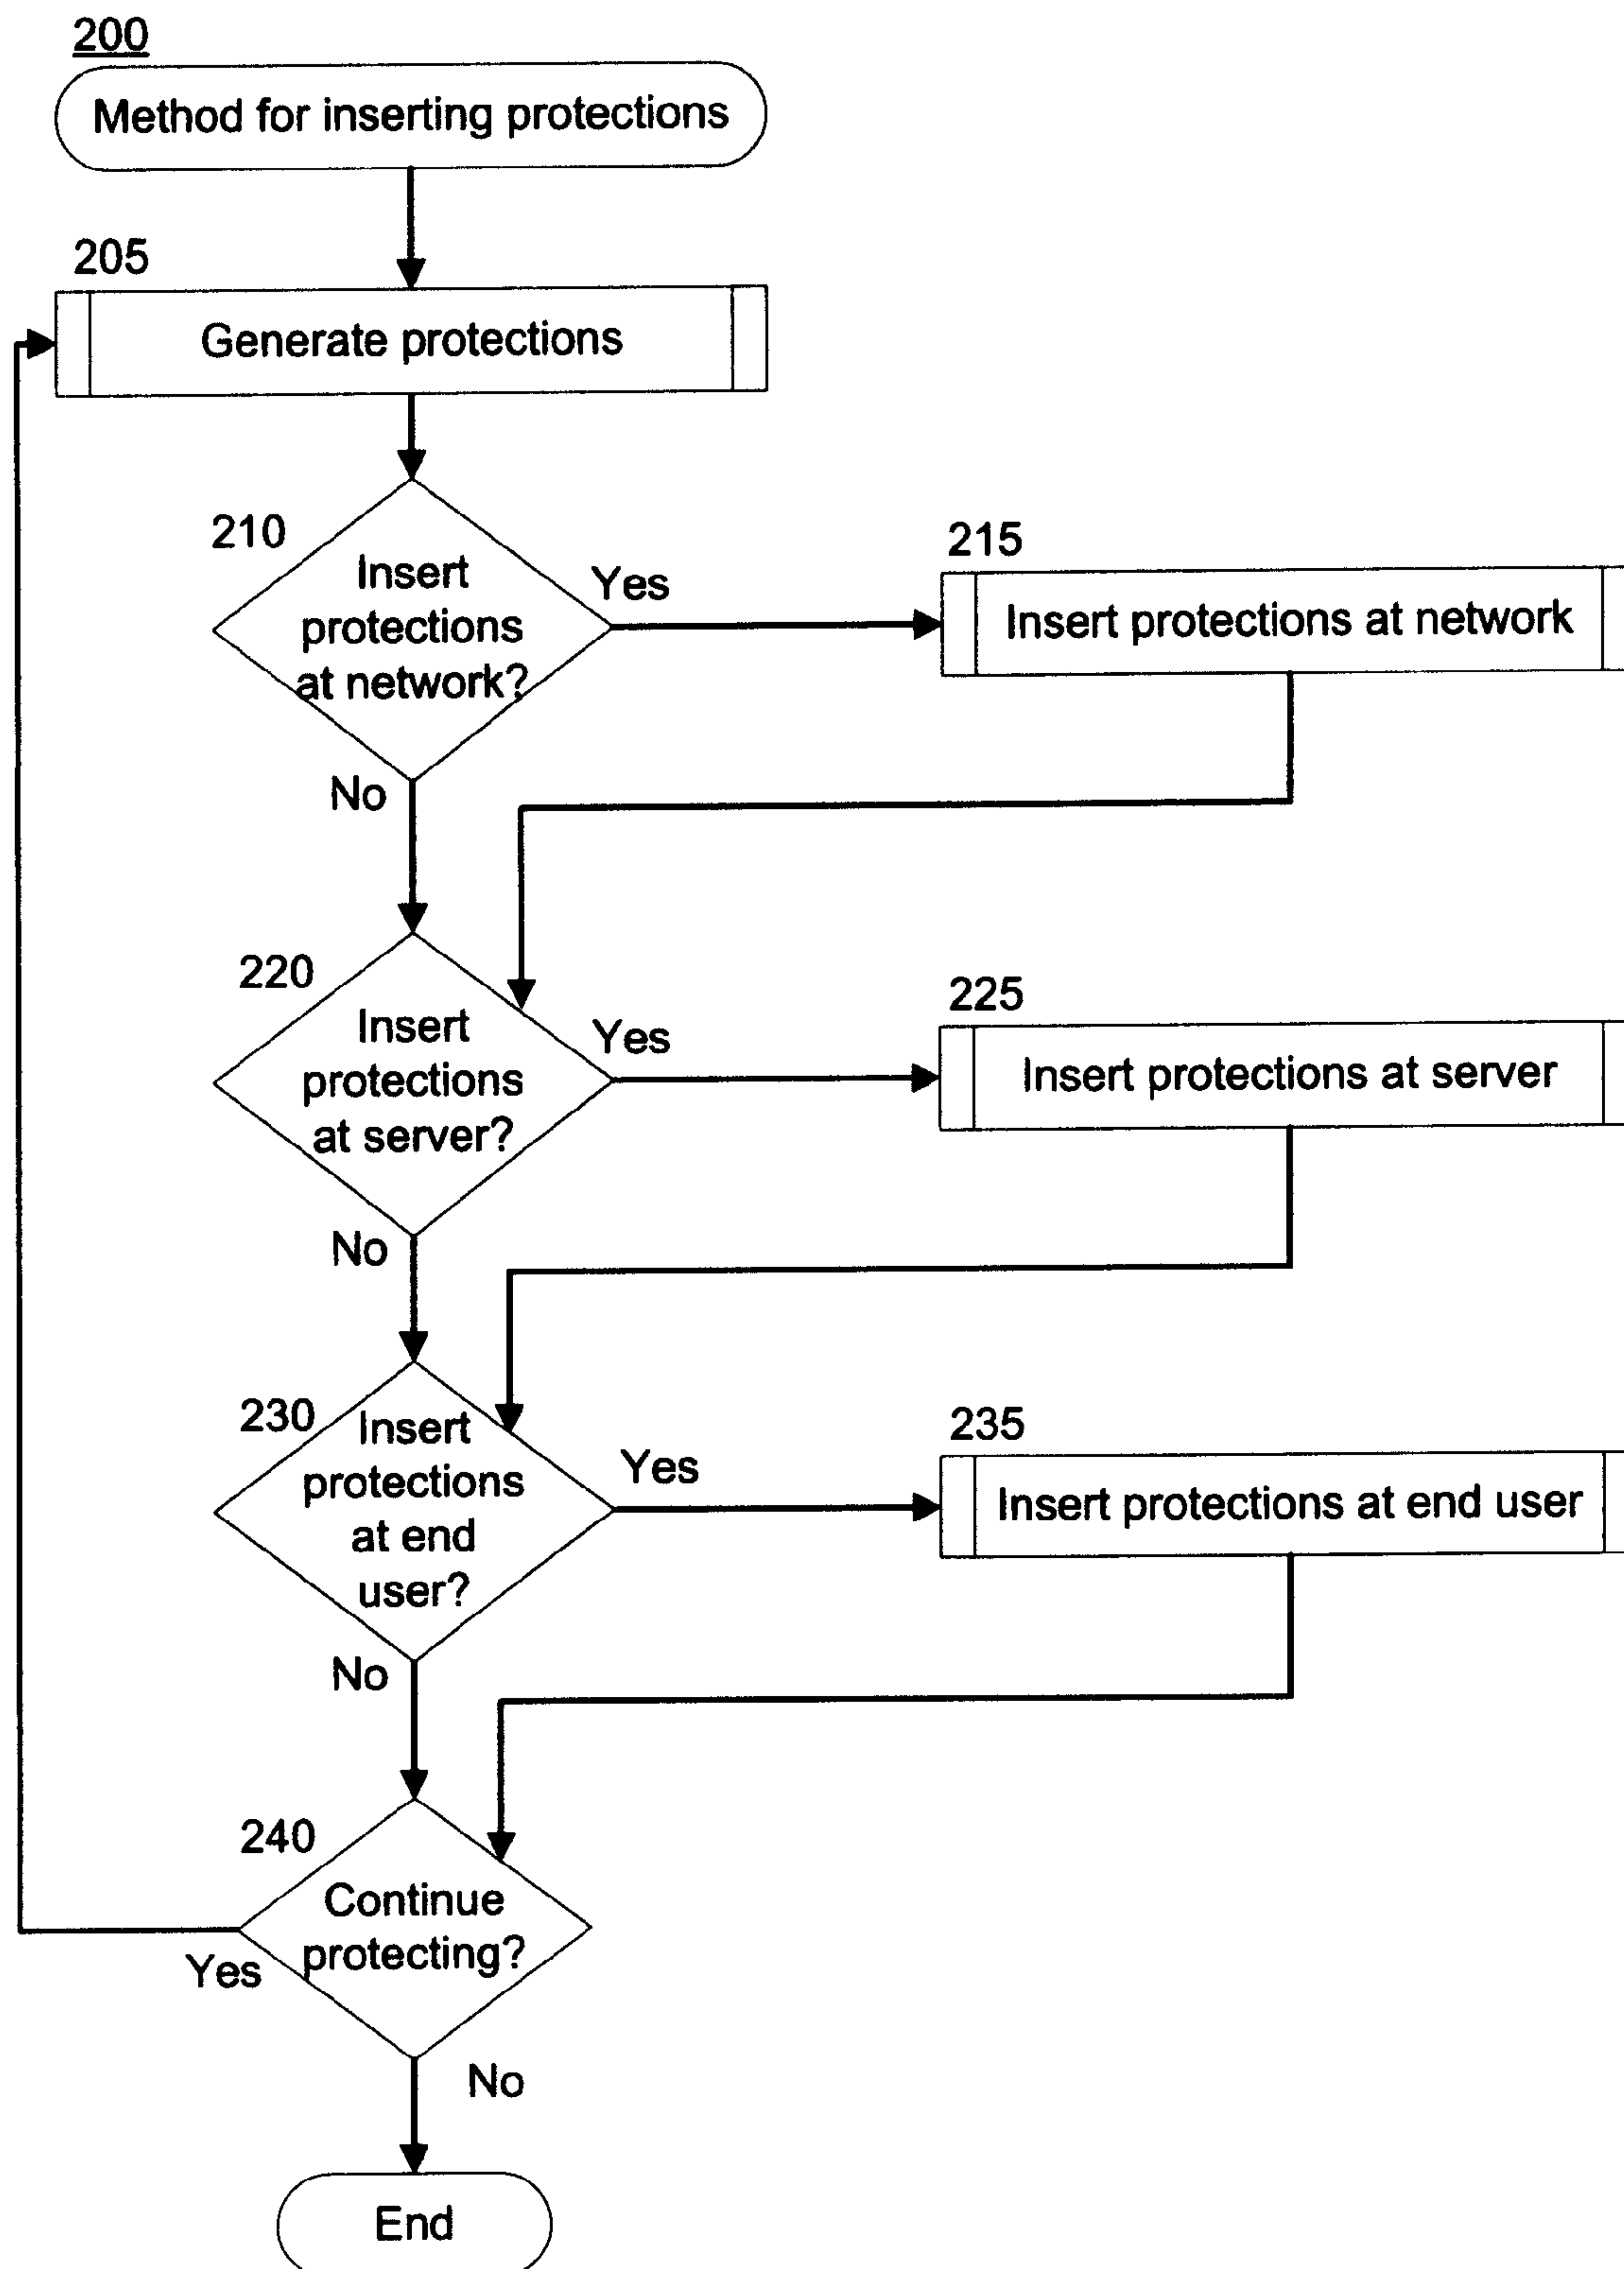 200
Method for inserting protections
205
Generate protections
210
Insert
protections
at network?
Yes
215
Insert protections at network
No
220
Insert
protections
at server?
Yes
225
Insert protections at server
No
230
Insert
protections
at end
user?
Yes
235
Insert protections at end user
No
240
Continue
protecting?
Yes
No
End